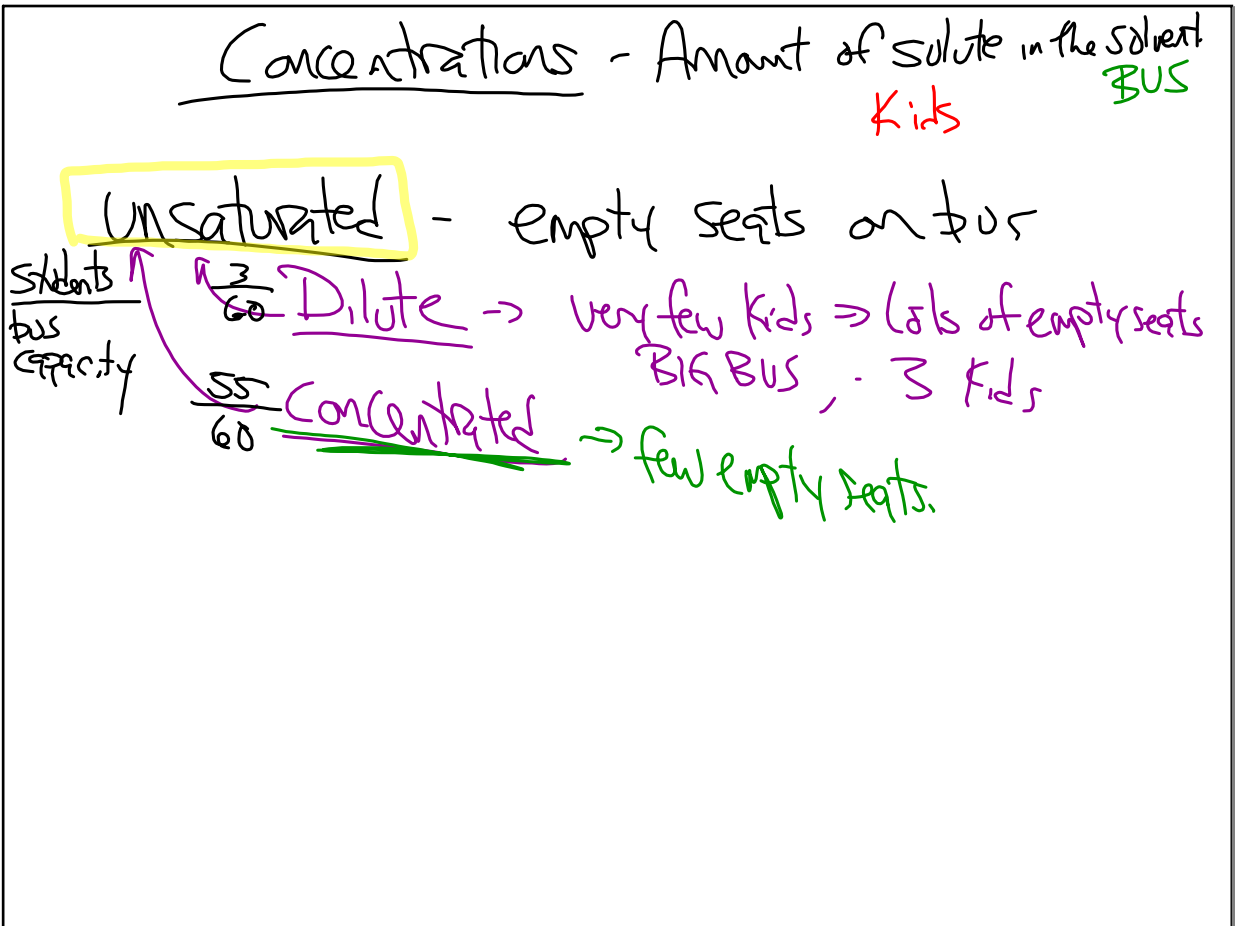 Concentrations - Amount of solute in the solvent
Kids BUS
Unsaturated - empty seats on bus
students
bus
capacity
3
60
Dilute -> very few kids => Lots of empty seats
BIG BUS, 3 Kids
55
60
Concentrated -> few empty seats.